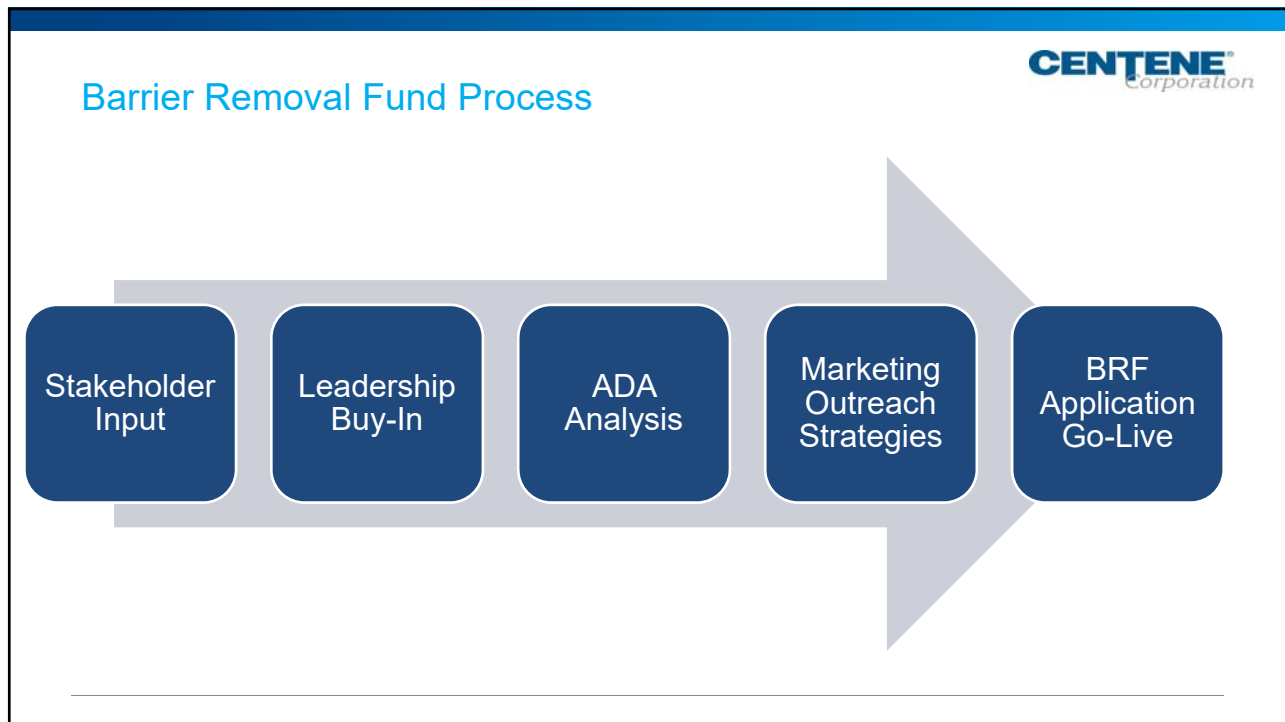 CENTENE®
Corporation
Barrier Removal Fund Process
Stakeholder
Input
Leadership
Buy-In
ADA
Analysis
Marketing
Outreach
Strategies
BRF
Application
Go-Live